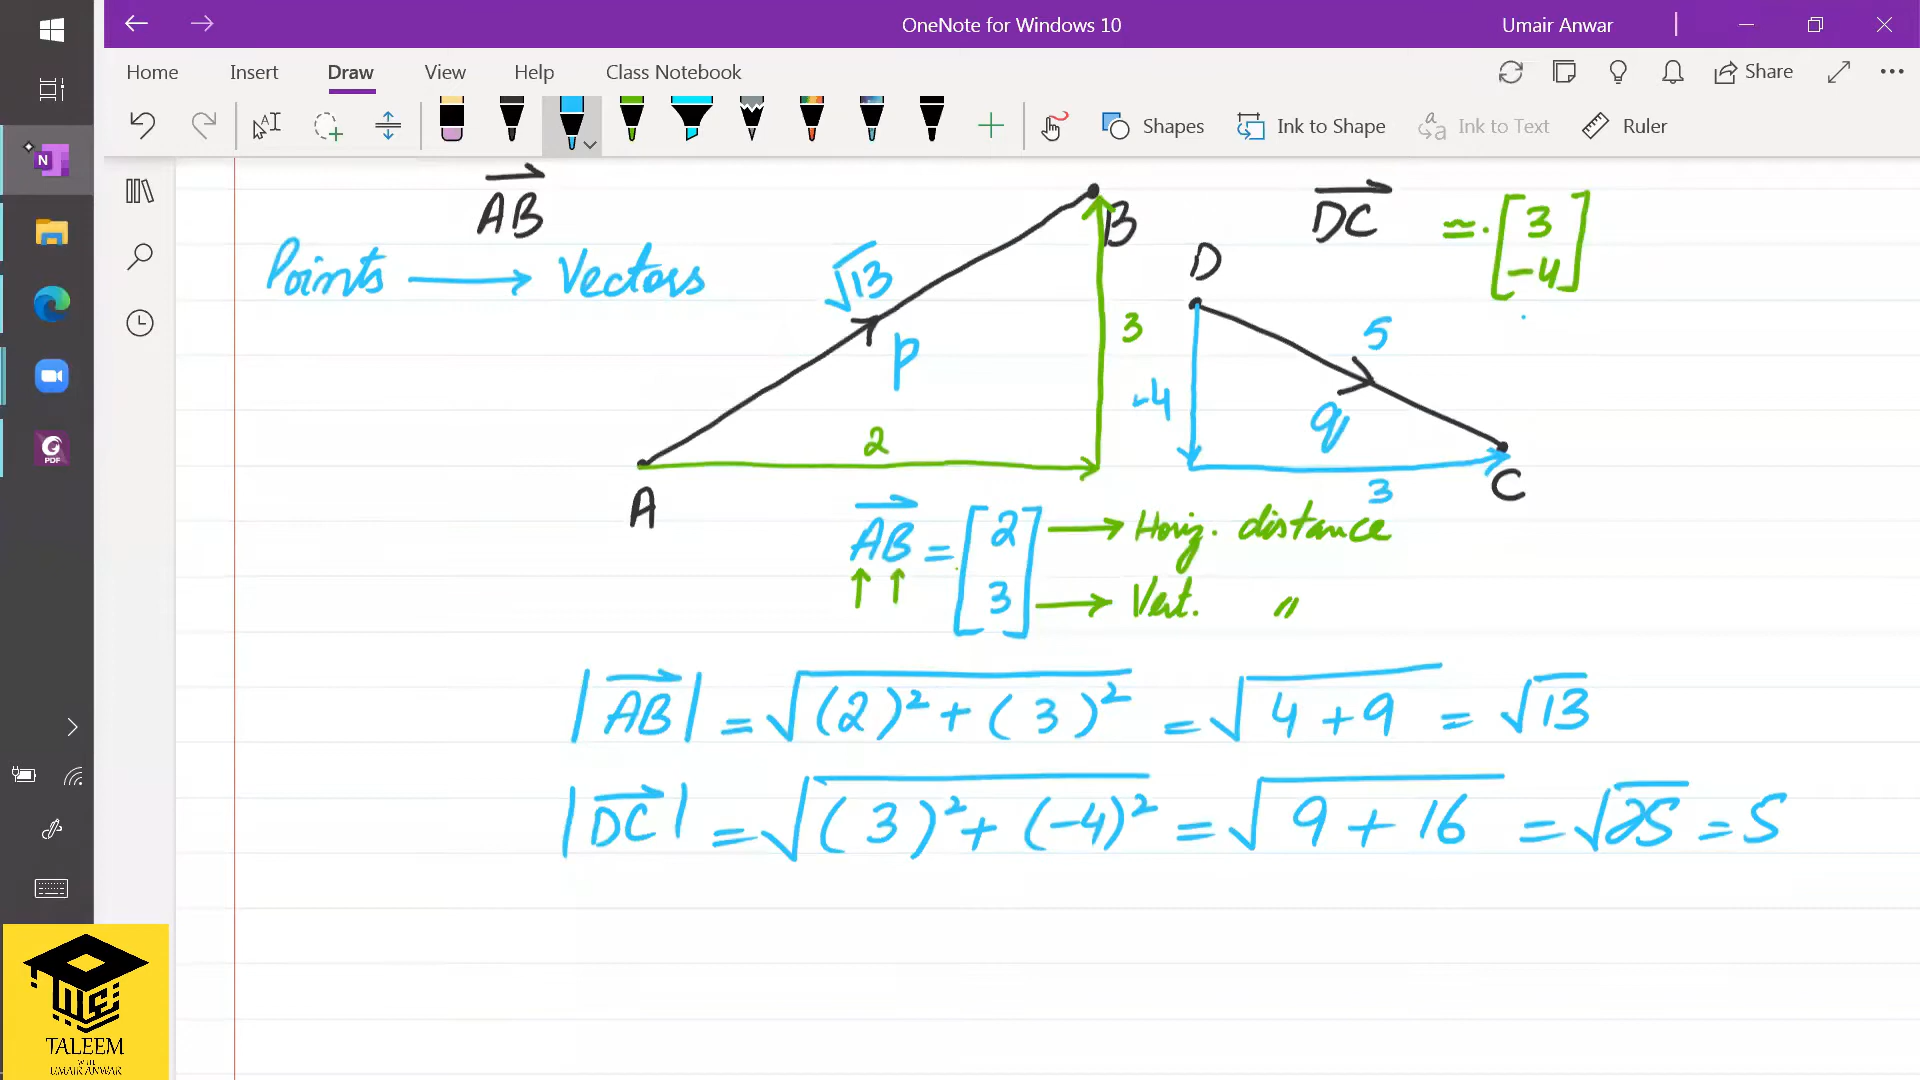 OneNote for Windows 10
Umair Anwar
Home Insert Draw View Help Class Notebook
Share
Shapes Ink to Shape Ink to Text Ruler
AB
Points → Vectors
√13
p
B
3
2
A
D
DC = [3 -4]
5
-4
q
3
C
AB = [2 3]
→ Horiz. distance
→ Vert. 〃
|AB| = √(2)² + (3)² = √4 + 9 = √13
|DC| = √(3)² + (-4)² = √9 + 16 = √25 = 5
TALEEM
WITH
UMAIR ANWAR